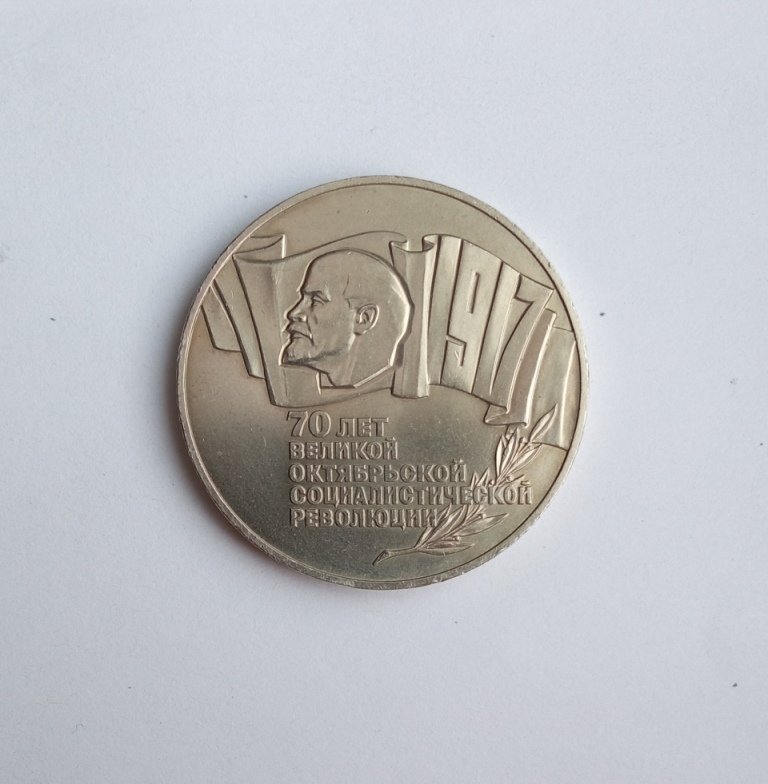 1917
70 ЛЕТ
ВЕЛИКОЙ
ОКТЯБРЬСКОЙ
СОЦИАЛИСТИЧЕСКОЙ
РЕВОЛЮЦИИ